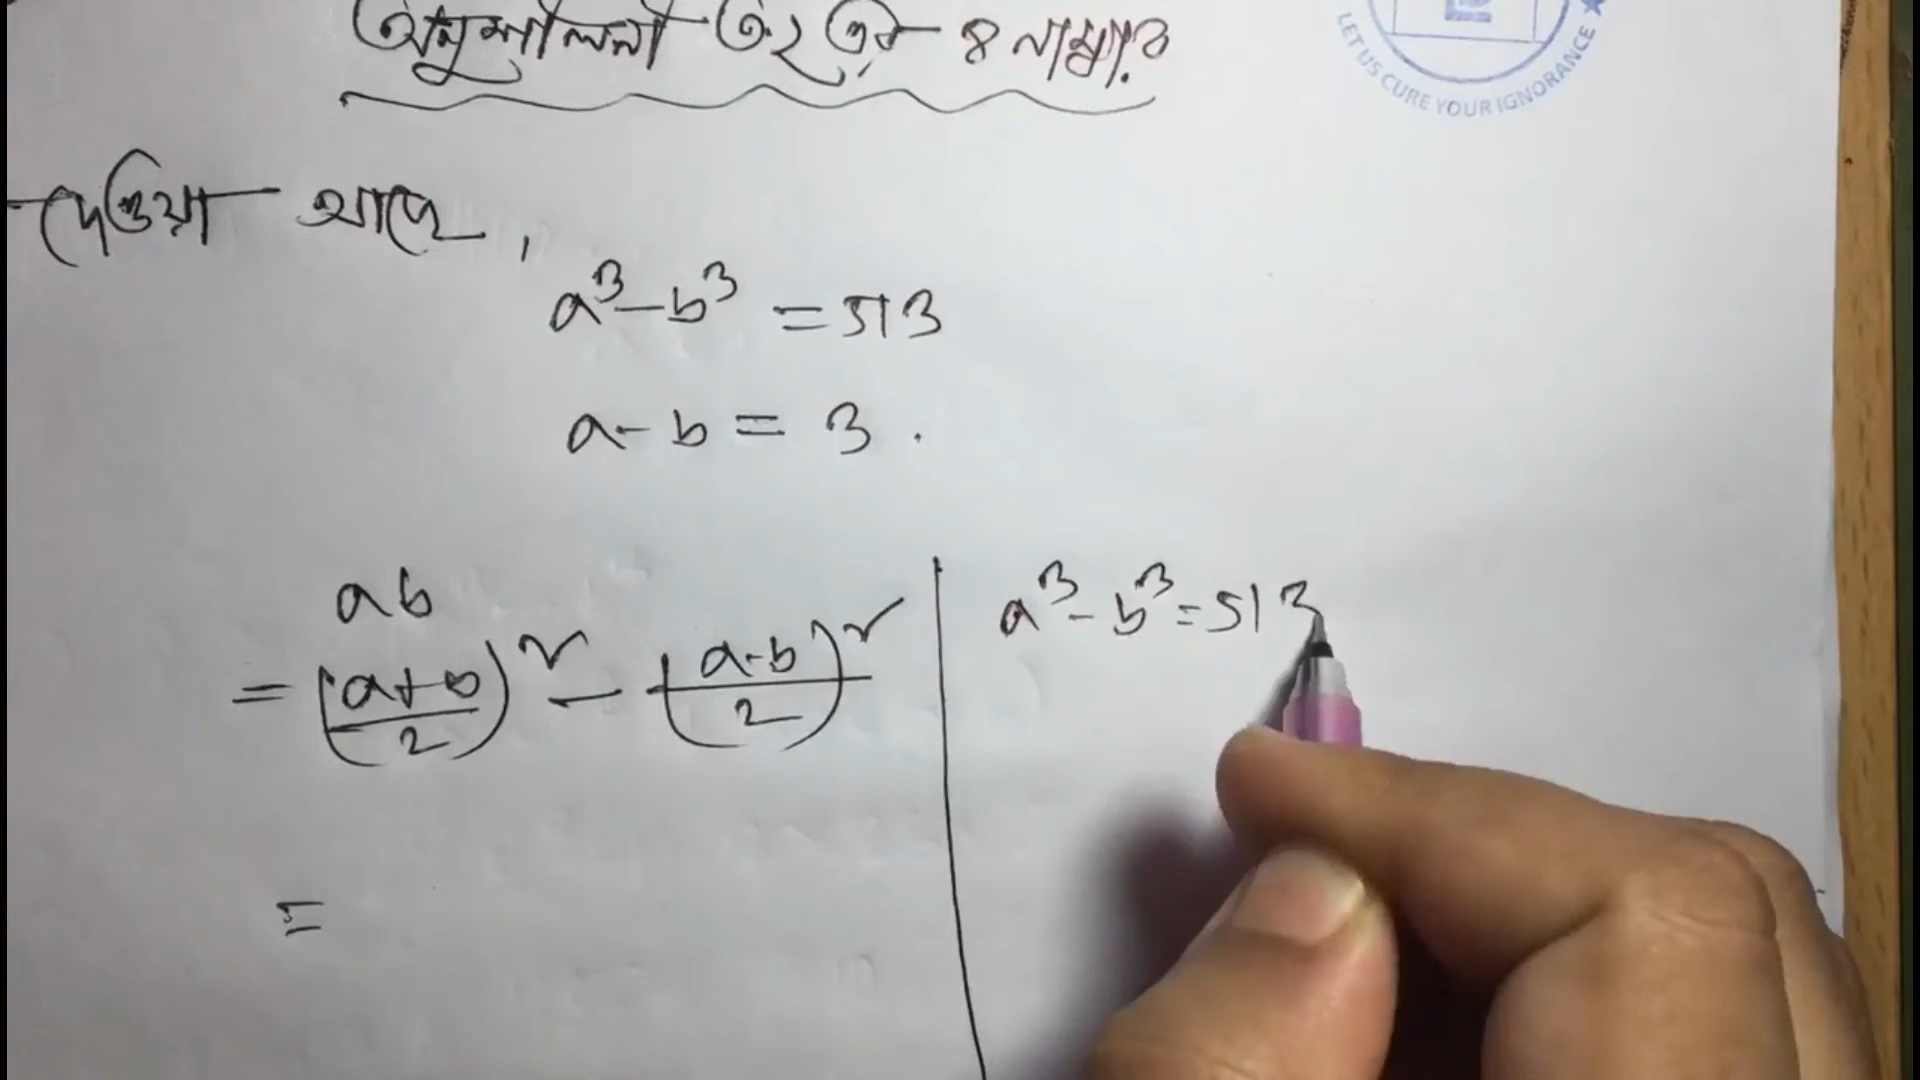 অনুশীলনী ৩.২ এর ৪ নাম্বার
LET US CURE YOUR IGNORANCE
দেওয়া আছে,
a³-b³ = 513
a-b = 3.
ab
= (a+b/2)² - (a-b/2)²
=
a³-b³=513